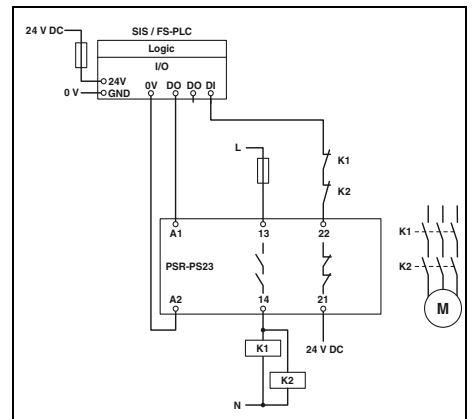 24 V DC
SIS / FS-PLC
Logic
I/O
24V
0V DO DO DI
0 V
GND
L
K1
K2
A1
13
22
PSR-PS23
K1
K2
M
A2
14
21
K1
24 V DC
K2
N